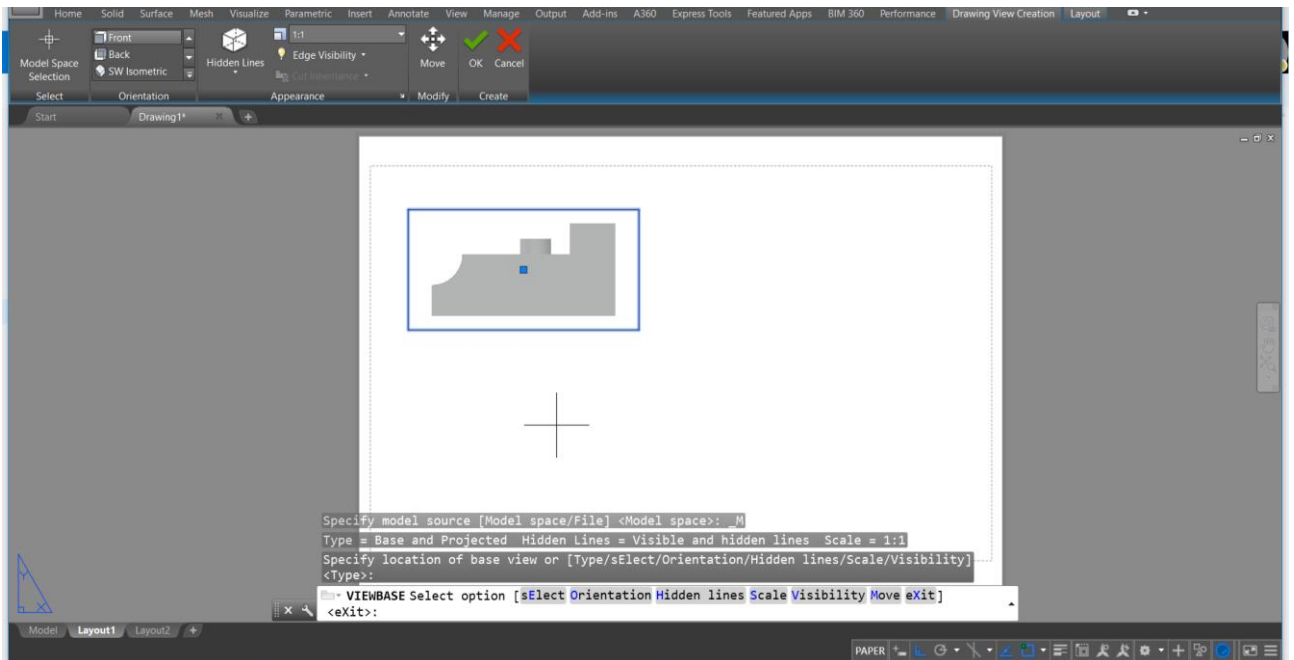 Home Solid Surface Mesh Visualize Parametric Insert Annotate View Manage Output Add-ins A360 Express Tools Featured Apps BIM 360 Performance Drawing View Creation Layout
Model Space Selection
Front
Back
SW Isometric
Hidden Lines
1:1
Edge Visibility
Cut Inheritance
Move
OK Cancel
Select Orientation Appearance Modify Create
Start Drawing1* +
Specify model source [Model space/File] <Model space>: _M
Type = Base and Projected Hidden Lines = Visible and hidden lines Scale = 1:1
Specify location of base view or [Type/sElect/Orientation/Hidden lines/Scale/Visibility]
<Type>:
VIEWBASE Select option [sElect Orientation Hidden lines Scale Visibility Move eXit]
<eXit>:
Y
X
Model Layout1 Layout2 +
PAPER